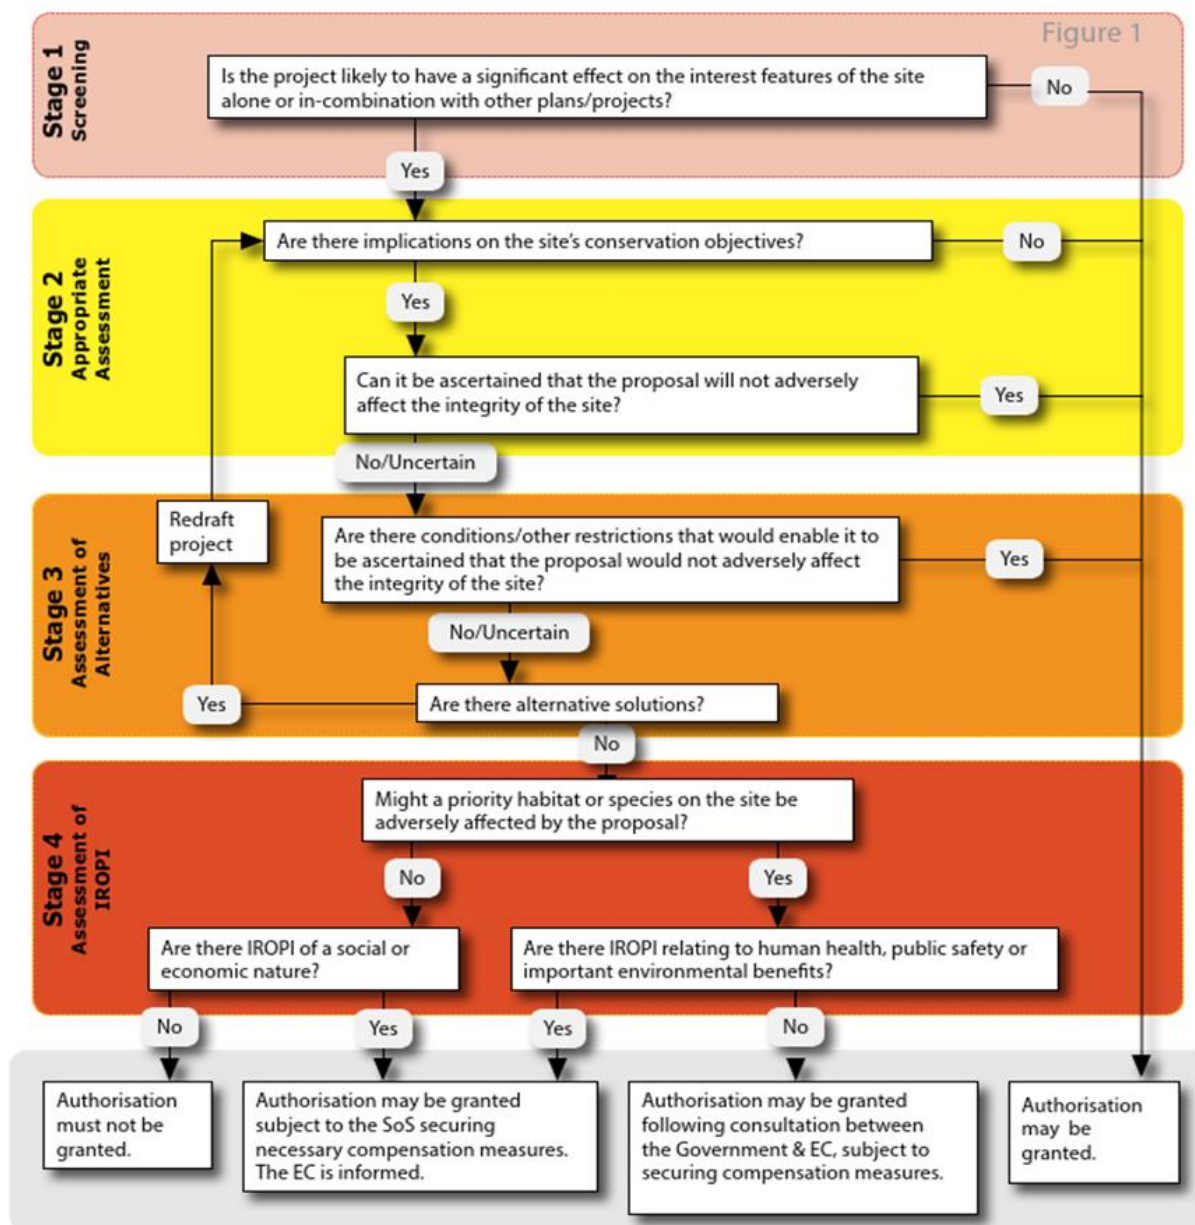 Figure 1
Stage 1
Screening
Is the project likely to have a significant effect on the interest features of the site
alone or in-combination with other plans/projects?
No
Yes
Stage 2
Appropriate
Assessment
Are there implications on the site's conservation objectives?
No
Yes
Can it be ascertained that the proposal will not adversely
affect the integrity of the site?
Yes
No/Uncertain
Stage 3
Assessment of
Alternatives
Redraft
project
Are there conditions/other restrictions that would enable it to
be ascertained that the proposal would not adversely affect
the integrity of the site?
Yes
No/Uncertain
Yes
Are there alternative solutions?
No
Stage 4
Assessment of
IROPI
Might a priority habitat or species on the site be
adversely affected by the proposal?
No
Yes
Are there IROPI of a social or
economic nature?
Are there IROPI relating to human health, public safety or
important environmental benefits?
No
Yes
Yes
No
Authorisation
must not be
granted.
Authorisation may be granted
subject to the SoS securing
necessary compensation measures.
The EC is informed.
Authorisation may be granted
following consultation between
the Government & EC, subject to
securing compensation measures.
Authorisation
may be
granted.